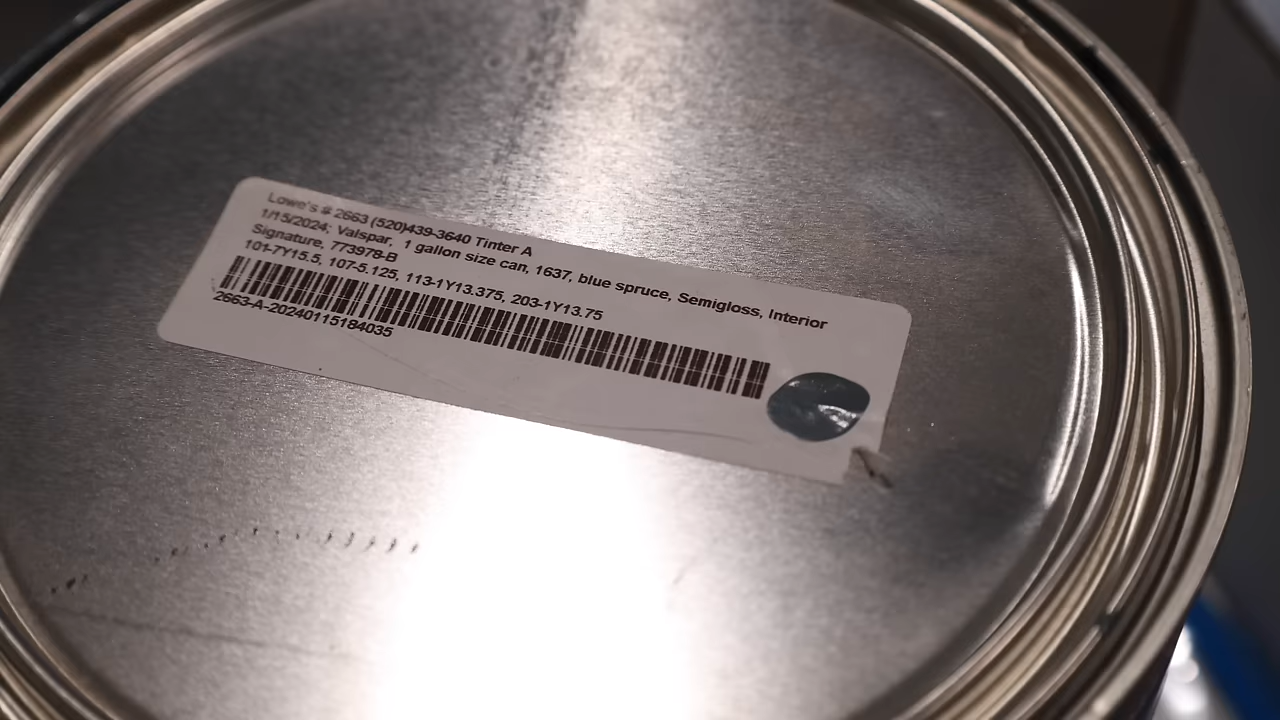 Lowe's # 2663 (520)439-3640 Tinter A
1/15/2024; Valspar, 1 gallon size can, 1637, blue spruce, Semigloss, Interior
Signature, 773978-B
101-7Y15.5, 107-5.125, 113-1Y13.375, 203-1Y13.75
2663-A-20240115184035